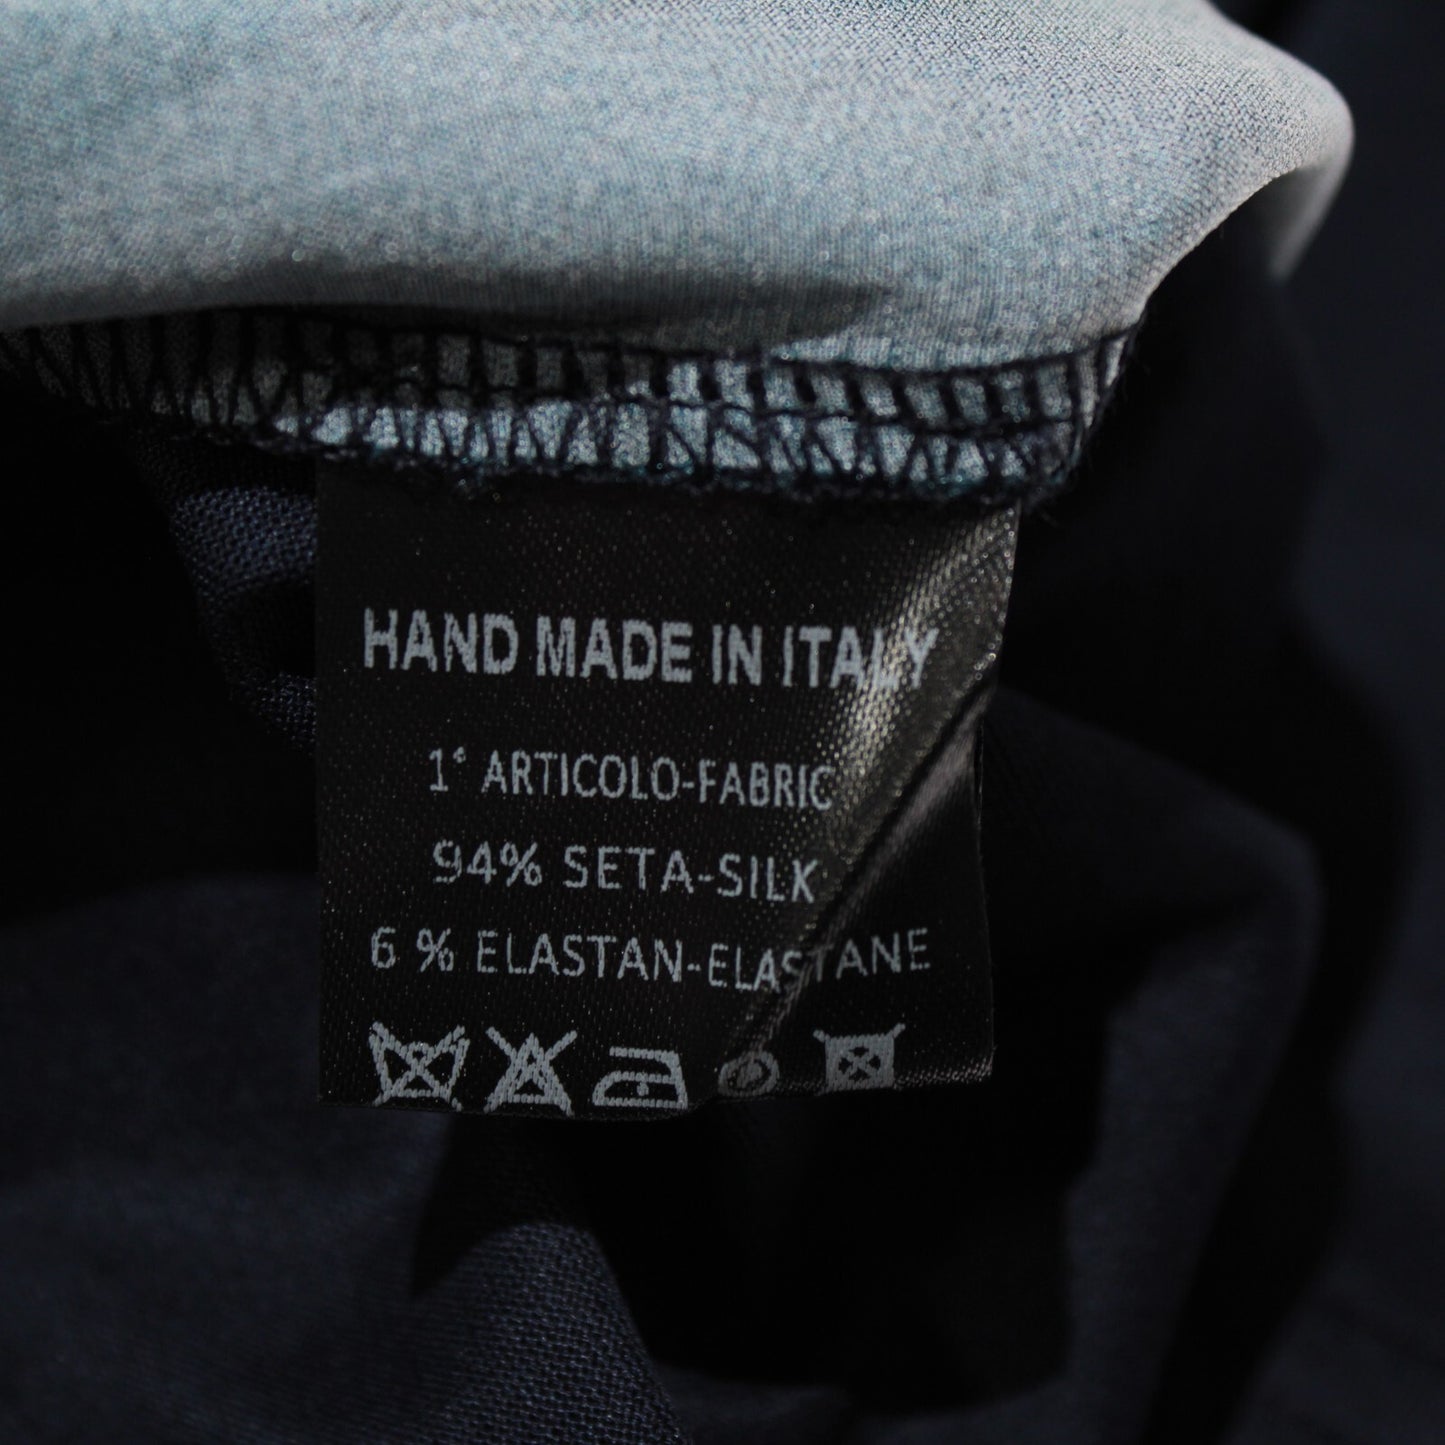 HAND MADE IN ITALY
1° ARTICOLO-FABRIC
94% SETA-SILK
6 % ELASTAN-ELASTANE